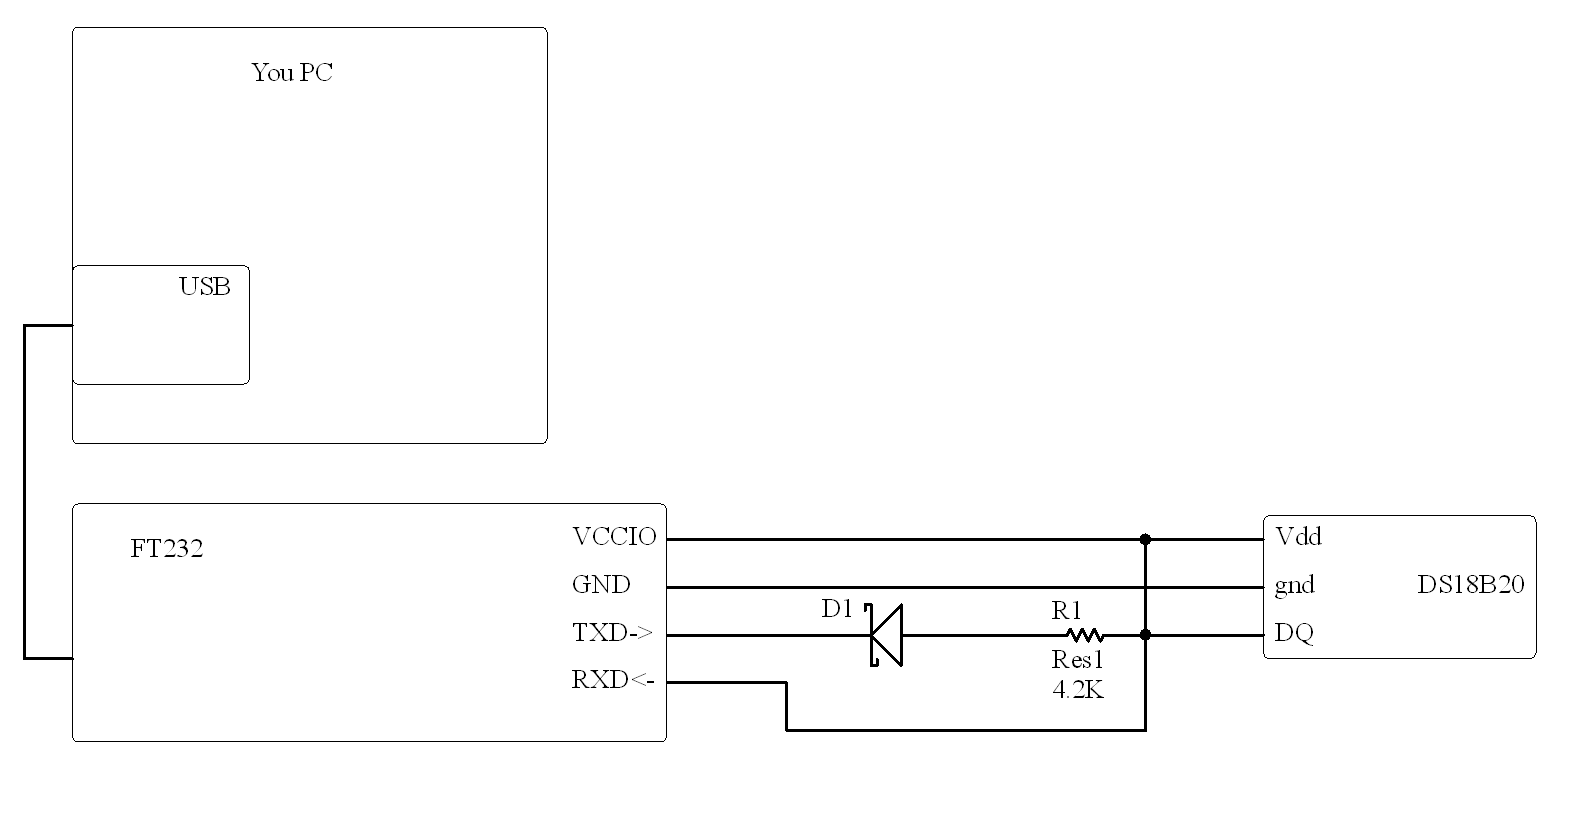 You PC
USB
FT232
VCCIO
GND
TXD->
RXD<-
D1
R1
Res1
4.2K
Vdd
gnd
DQ
DS18B20